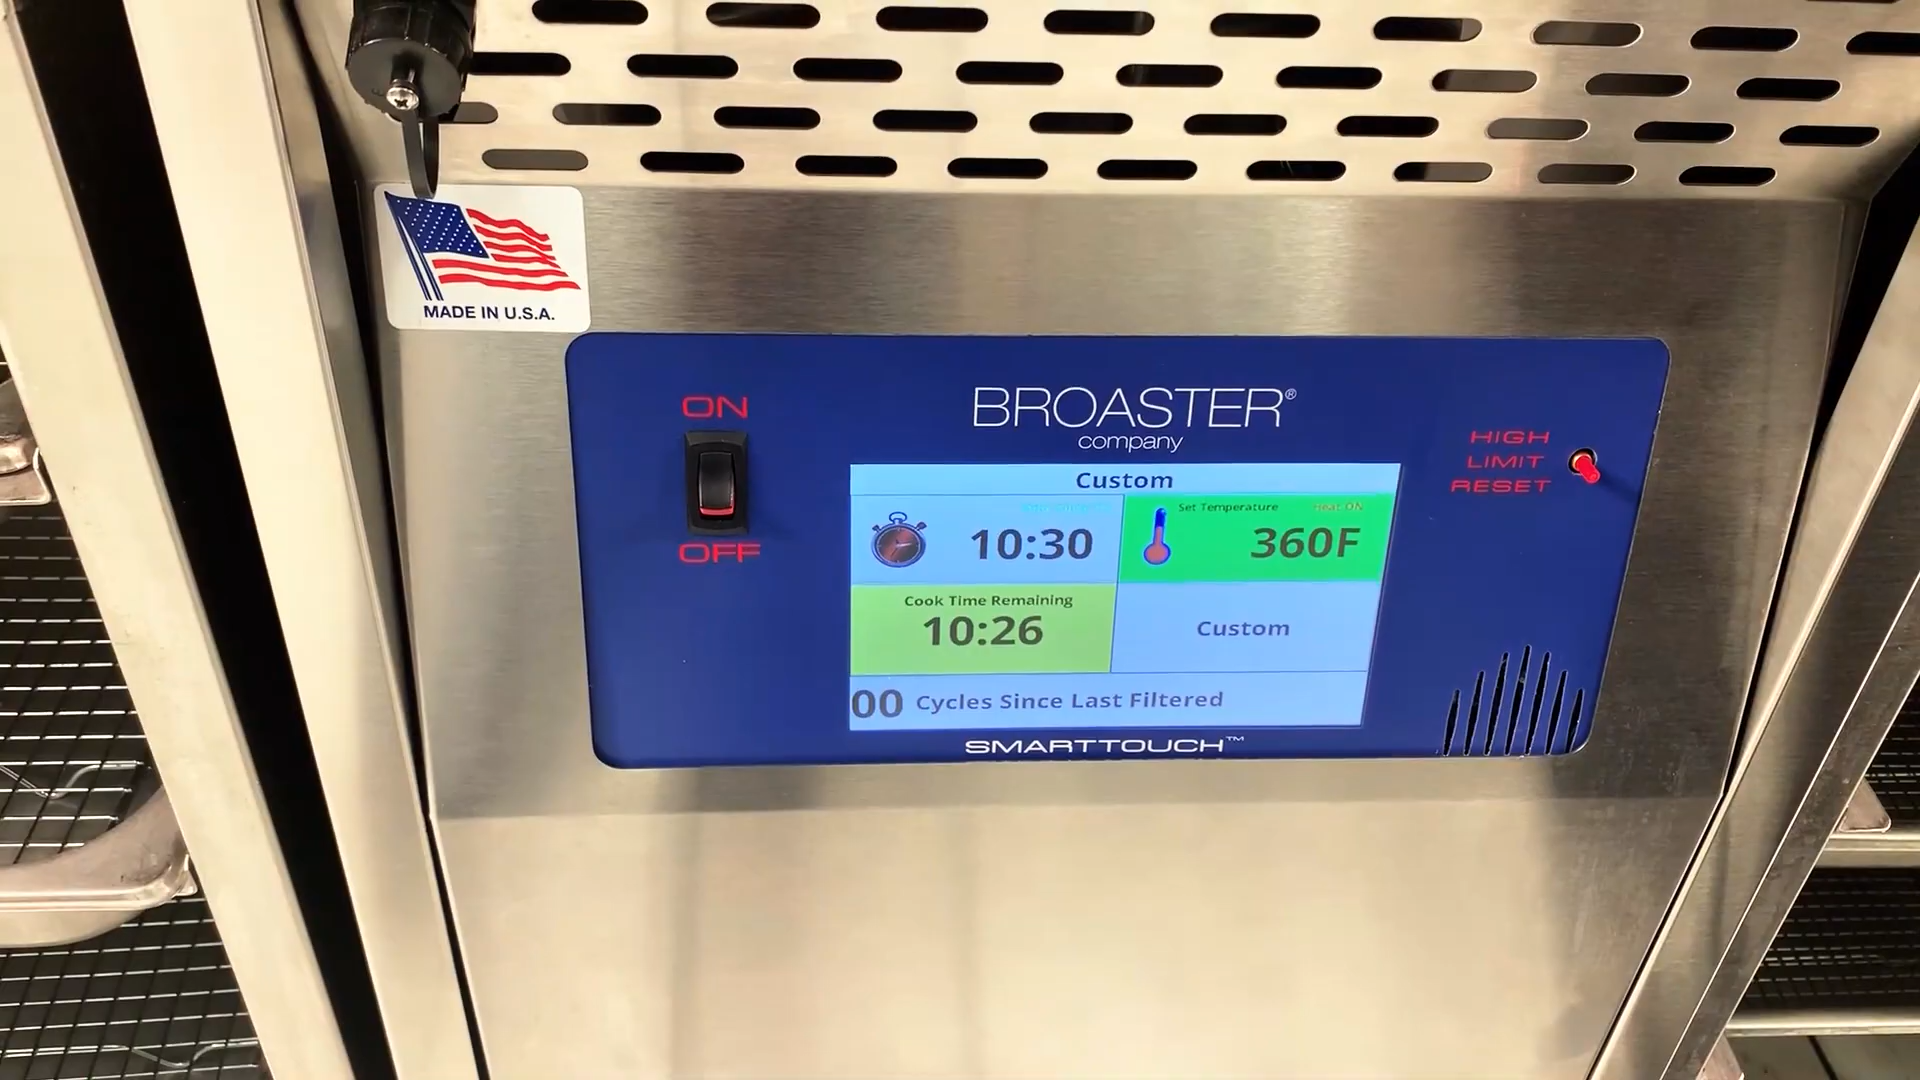 MADE IN U.S.A.
ON
OFF
BROASTER®
company
HIGH
LIMIT
RESET
Custom
10:30
Set Temperature
Heat ON
360F
Cook Time Remaining
10:26
Custom
00 Cycles Since Last Filtered
SMARTTOUCH™